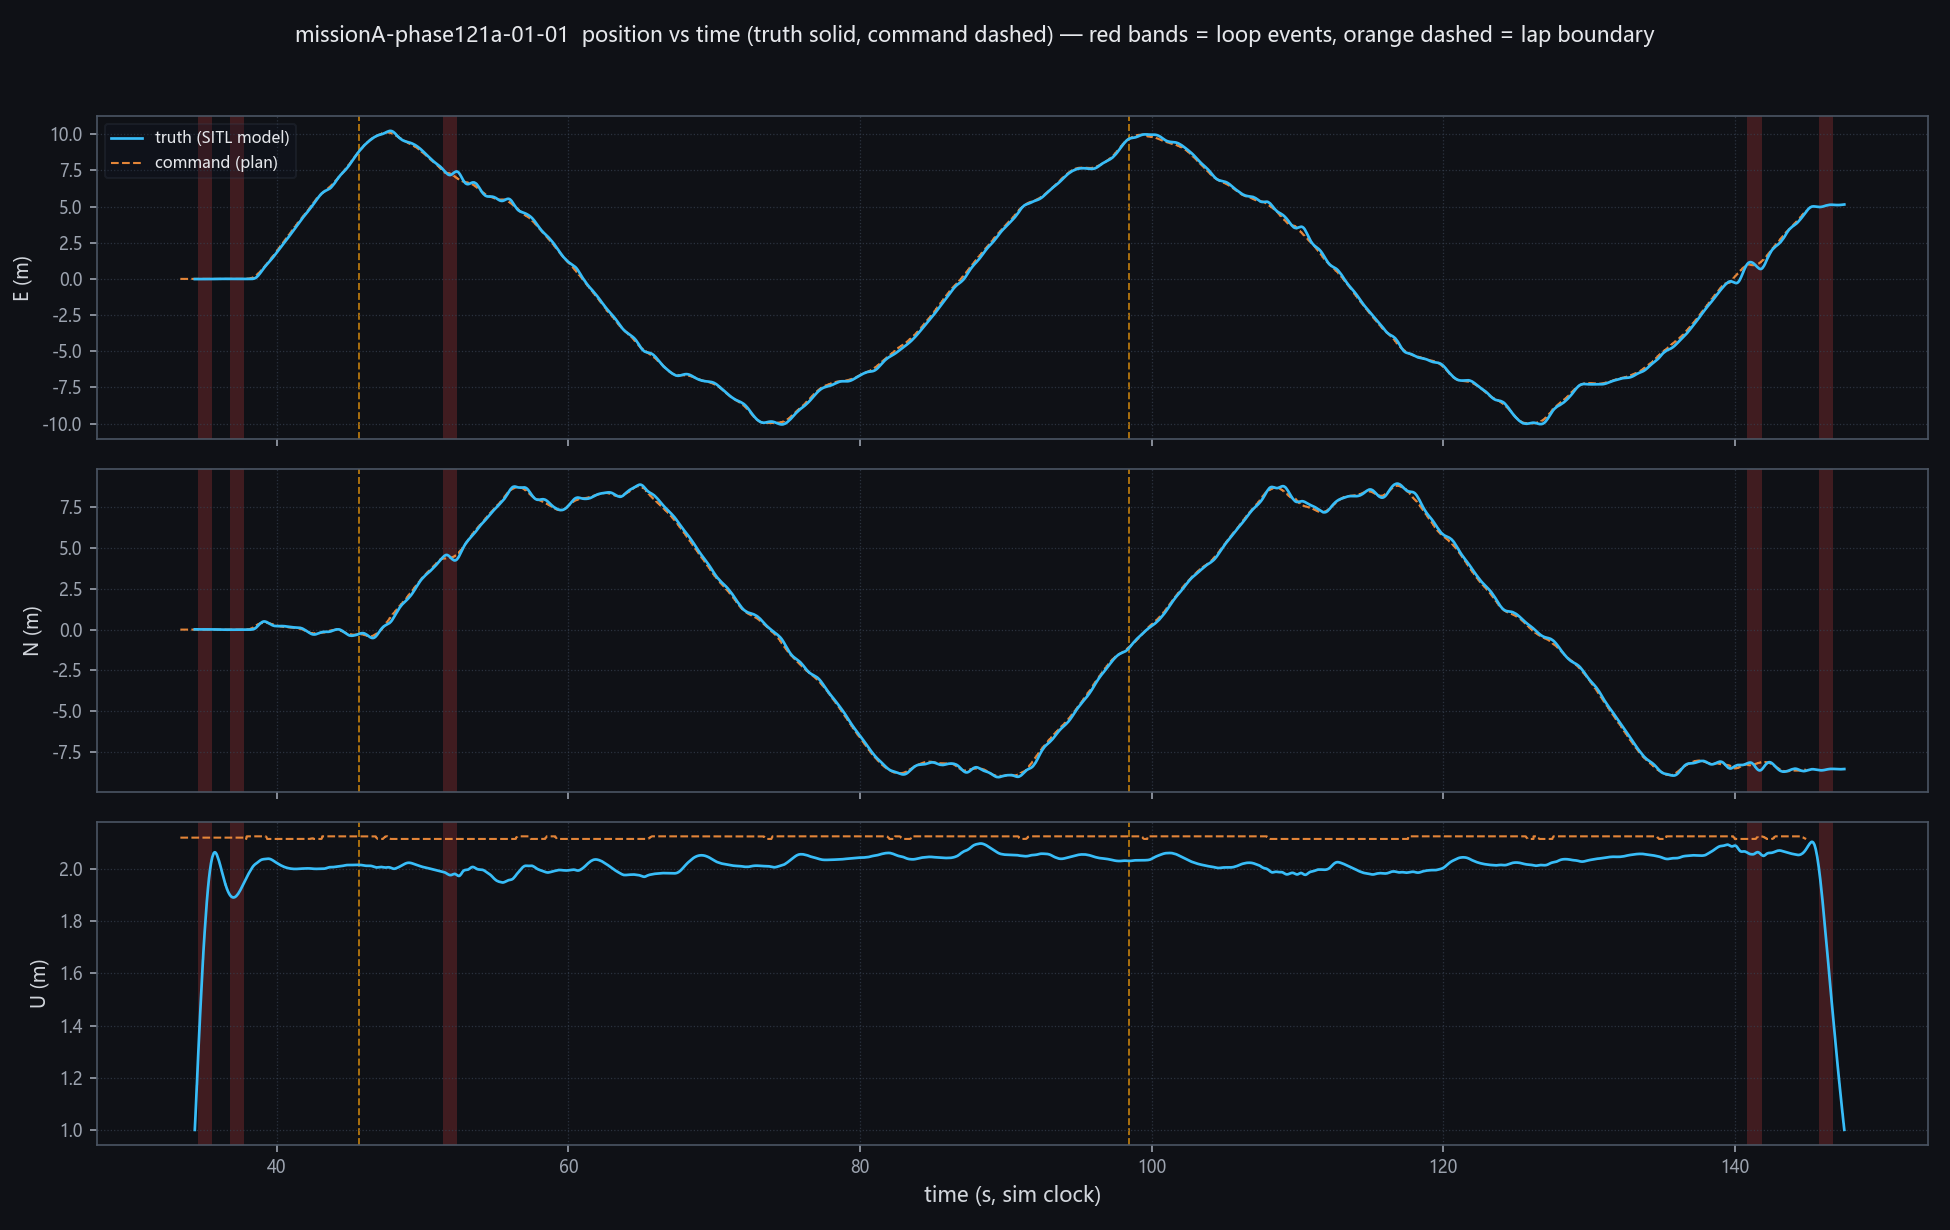 missionA-phase121a-01-01  position vs time (truth solid, command dashed) — red bands = loop events, orange dashed = lap boundary
truth (SITL model)
command (plan)
E (m)
10.0
7.5
5.0
2.5
0.0
-2.5
-5.0
-7.5
-10.0
N (m)
7.5
5.0
2.5
0.0
-2.5
-5.0
-7.5
U (m)
2.0
1.8
1.6
1.4
1.2
1.0
40 60 80 100 120 140
time (s, sim clock)